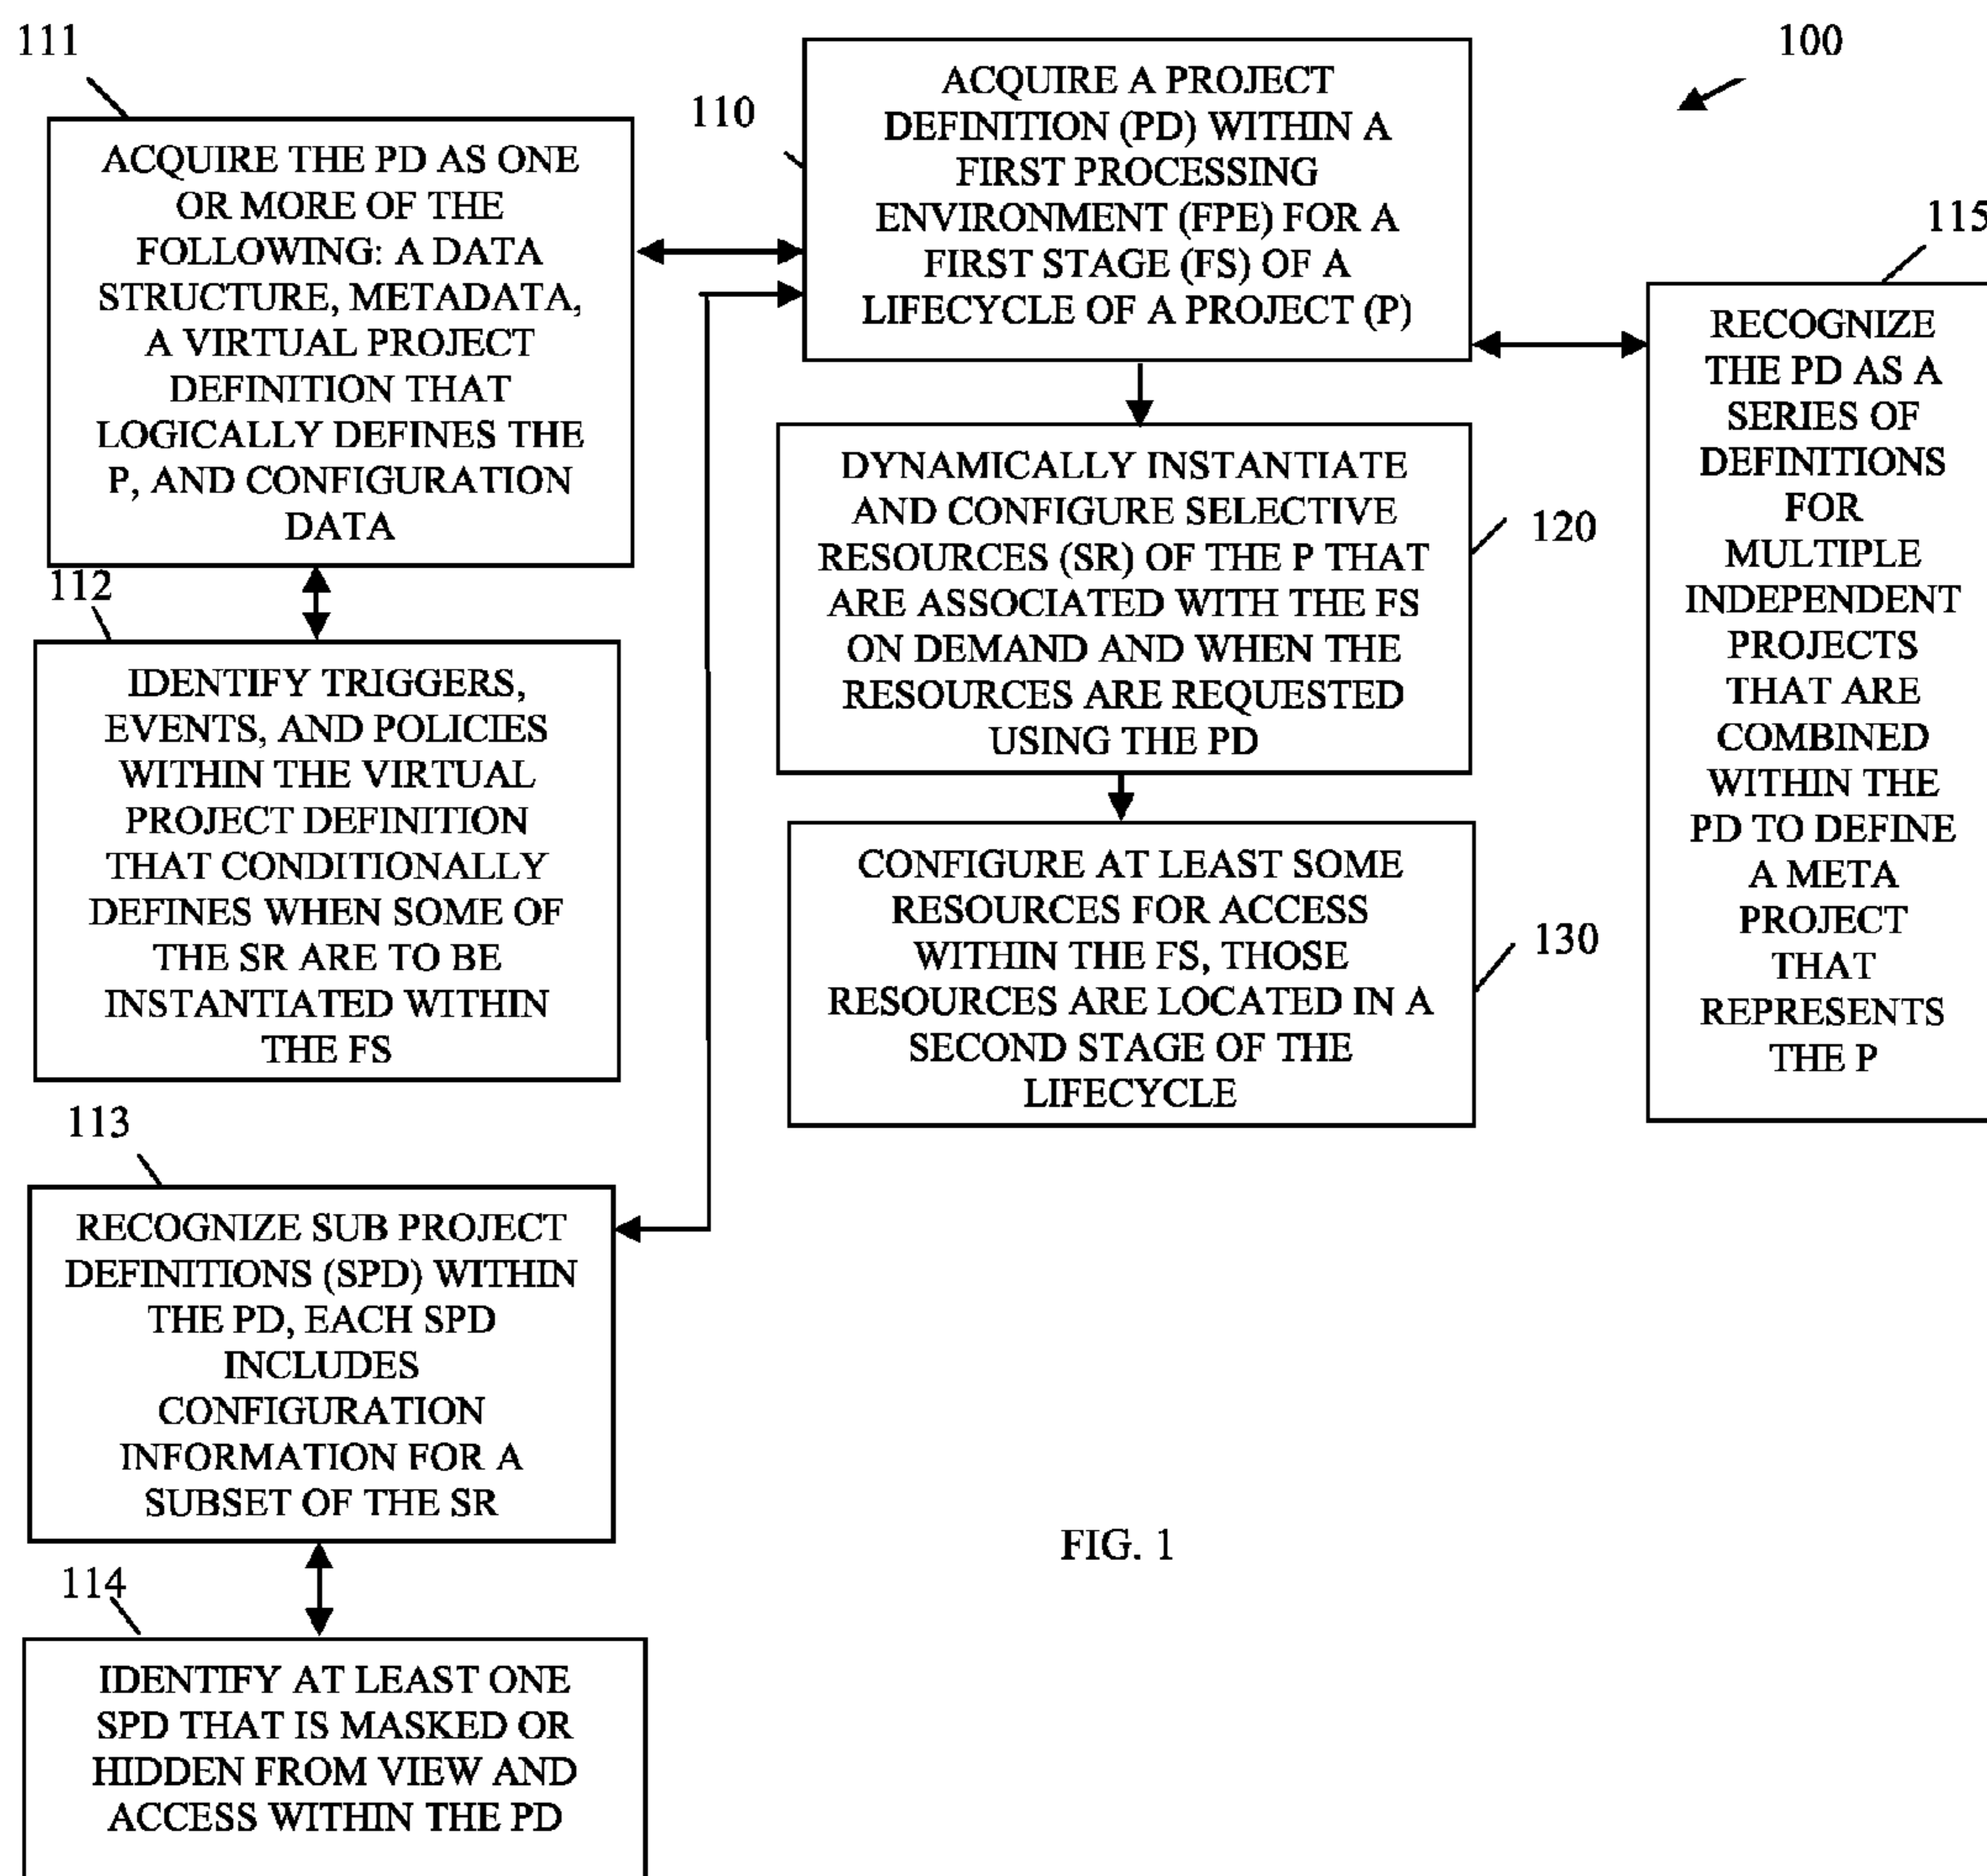 111
ACQUIRE THE PD AS ONE
OR MORE OF THE
FOLLOWING: A DATA
STRUCTURE, METADATA,
A VIRTUAL PROJECT
DEFINITION THAT
LOGICALLY DEFINES THE
P, AND CONFIGURATION
DATA
112
IDENTIFY TRIGGERS,
EVENTS, AND POLICIES
WITHIN THE VIRTUAL
PROJECT DEFINITION
THAT CONDITIONALLY
DEFINES WHEN SOME OF
THE SR ARE TO BE
INSTANTIATED WITHIN
THE FS
113
RECOGNIZE SUB PROJECT
DEFINITIONS (SPD) WITHIN
THE PD, EACH SPD
INCLUDES
CONFIGURATION
INFORMATION FOR A
SUBSET OF THE SR
114
IDENTIFY AT LEAST ONE
SPD THAT IS MASKED OR
HIDDEN FROM VIEW AND
ACCESS WITHIN THE PD
110
ACQUIRE A PROJECT
DEFINITION (PD) WITHIN A
FIRST PROCESSING
ENVIRONMENT (FPE) FOR A
FIRST STAGE (FS) OF A
LIFECYCLE OF A PROJECT (P)
120
DYNAMICALLY INSTANTIATE
AND CONFIGURE SELECTIVE
RESOURCES (SR) OF THE P THAT
ARE ASSOCIATED WITH THE FS
ON DEMAND AND WHEN THE
RESOURCES ARE REQUESTED
USING THE PD
130
CONFIGURE AT LEAST SOME
RESOURCES FOR ACCESS
WITHIN THE FS, THOSE
RESOURCES ARE LOCATED IN A
SECOND STAGE OF THE
LIFECYCLE
100
115
RECOGNIZE
THE PD AS A
SERIES OF
DEFINITIONS
FOR
MULTIPLE
INDEPENDENT
PROJECTS
THAT ARE
COMBINED
WITHIN THE
PD TO DEFINE
A META
PROJECT
THAT
REPRESENTS
THE P
FIG. 1